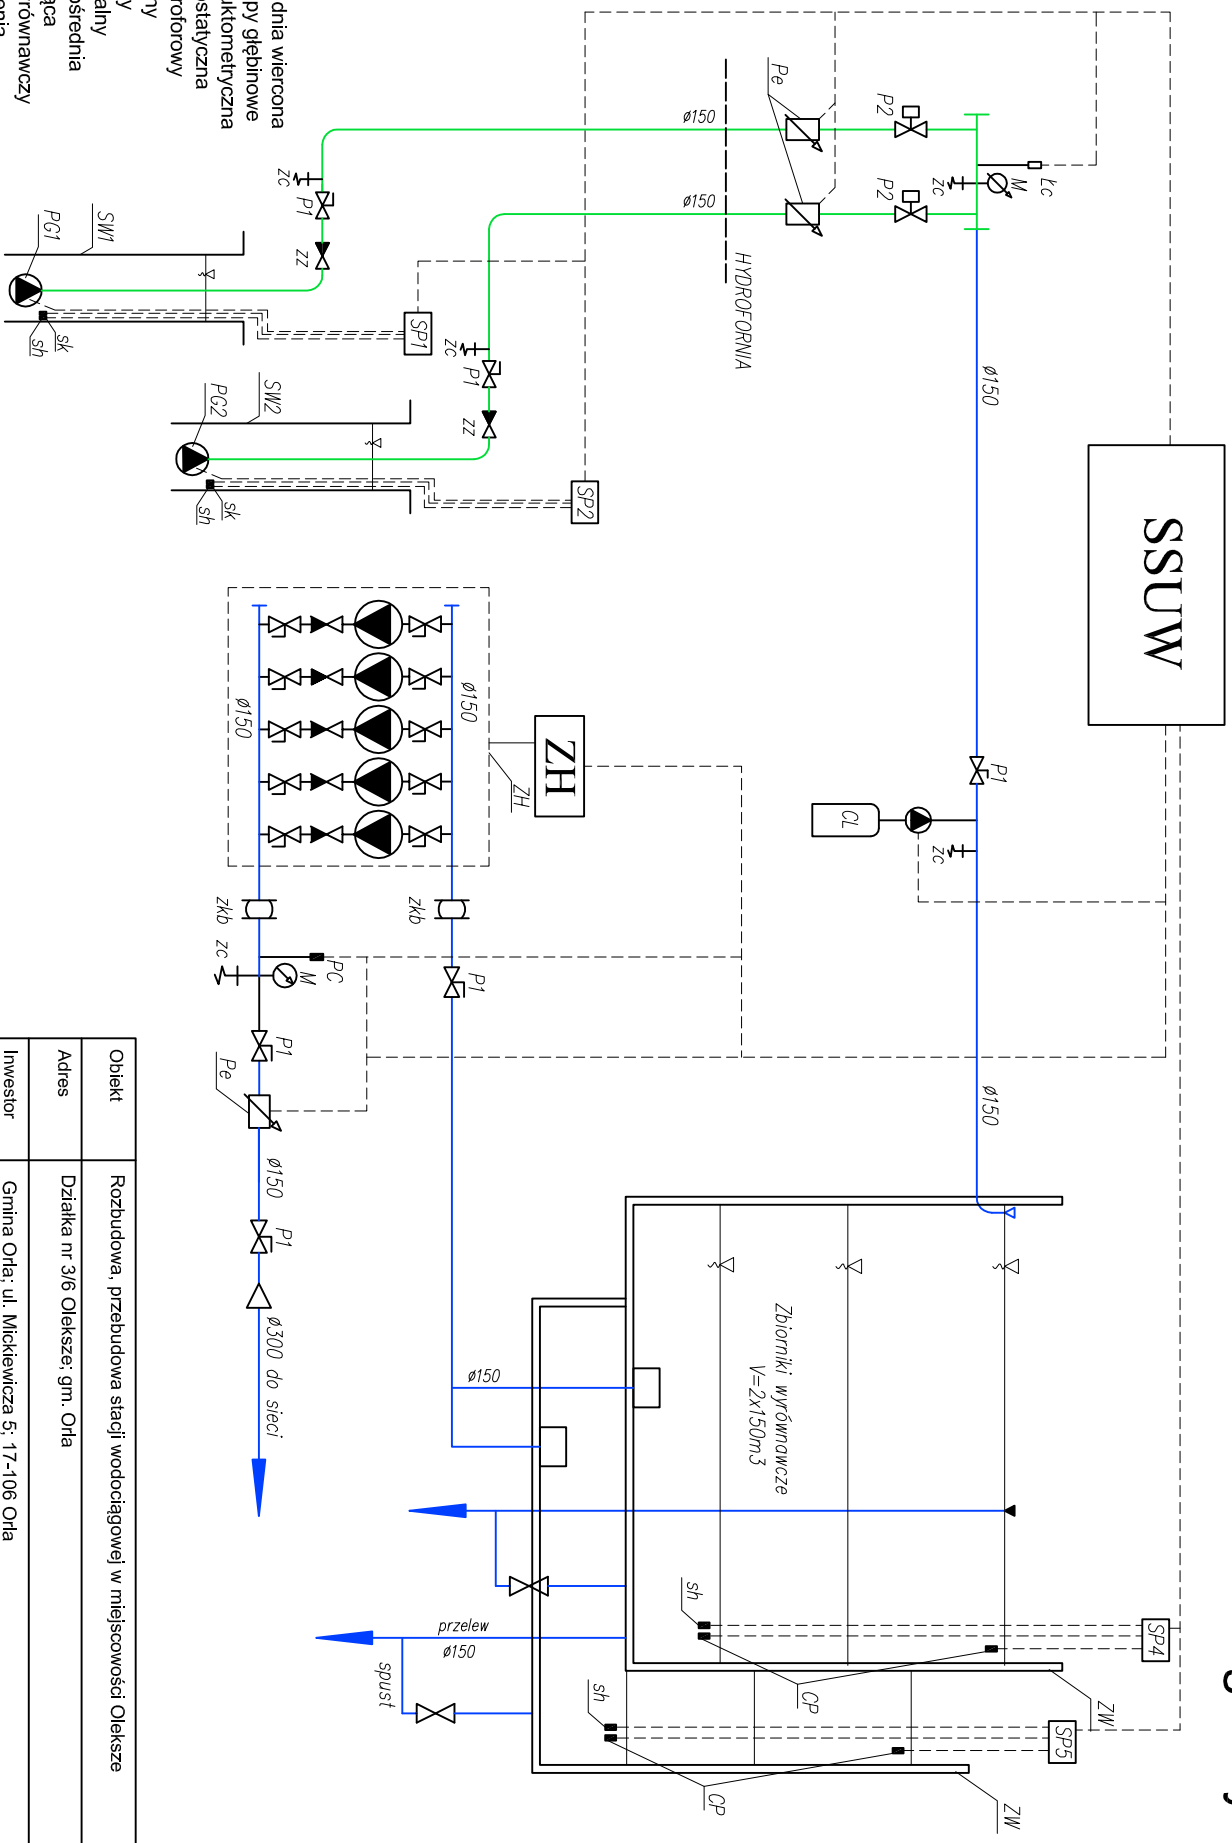 dnia wiercona
py głębinowe
uktometryczna
ostatyczna
roforowy
ny
y
alny
ośrednia
ąca
równawczy
SSUW
Pe
P2
P2
Łc
M
zc
ø150
ø150
HYDROFORNIA
zc
P1
zz
SW1
PG1
sk
sh
SP1
zc
P1
zz
SW2
PG2
sk
sh
SP2
ø150
P1
CL
zc
ø150
ZH
ZH
ø150
ø150
zkb
zkb
zc
PC
M
P1
P1
Pe
ø150
P1
ø300 do sieci
Zbiorniki wyrównawcze
V=2x150m3
ø150
przelew
ø150
spust
sh
CP
SP4
ZW
sh
CP
SP5
ZW
Obiekt Rozbudowa, przebudowa stacji wodociągowej w miejscowości Oleksze
Adres Działka nr 3/6 Oleksze; gm. Orla
Inwestor Gmina Orla; ul. Mickiewicza 5; 17-106 Orla